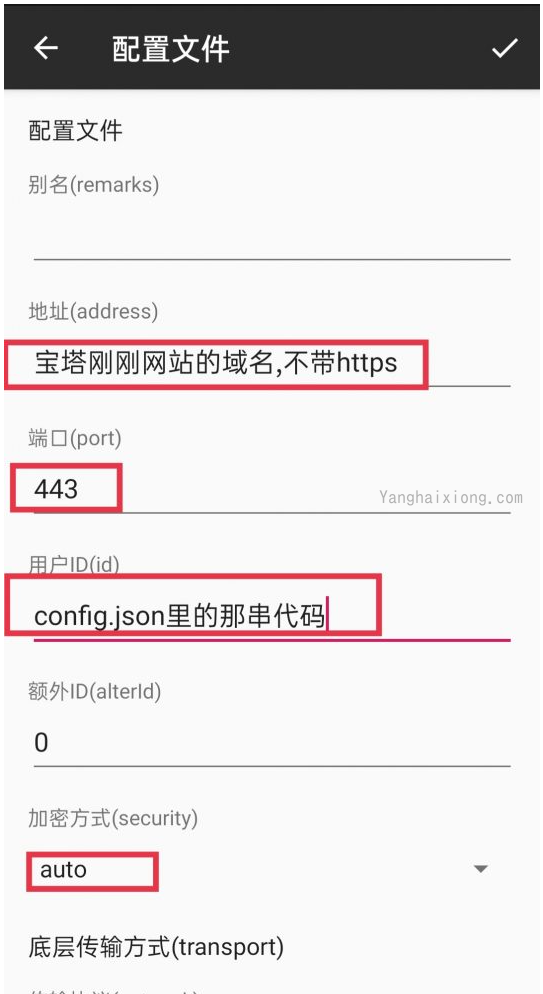 配置文件
配置文件
别名(remarks)
地址(address)
宝塔刚刚网站的域名,不带https
端口(port)
443
Yanghaixiong.com
用户ID(id)
config.json里的那串代码
额外ID(alterId)
0
加密方式(security)
auto
底层传输方式(transport)